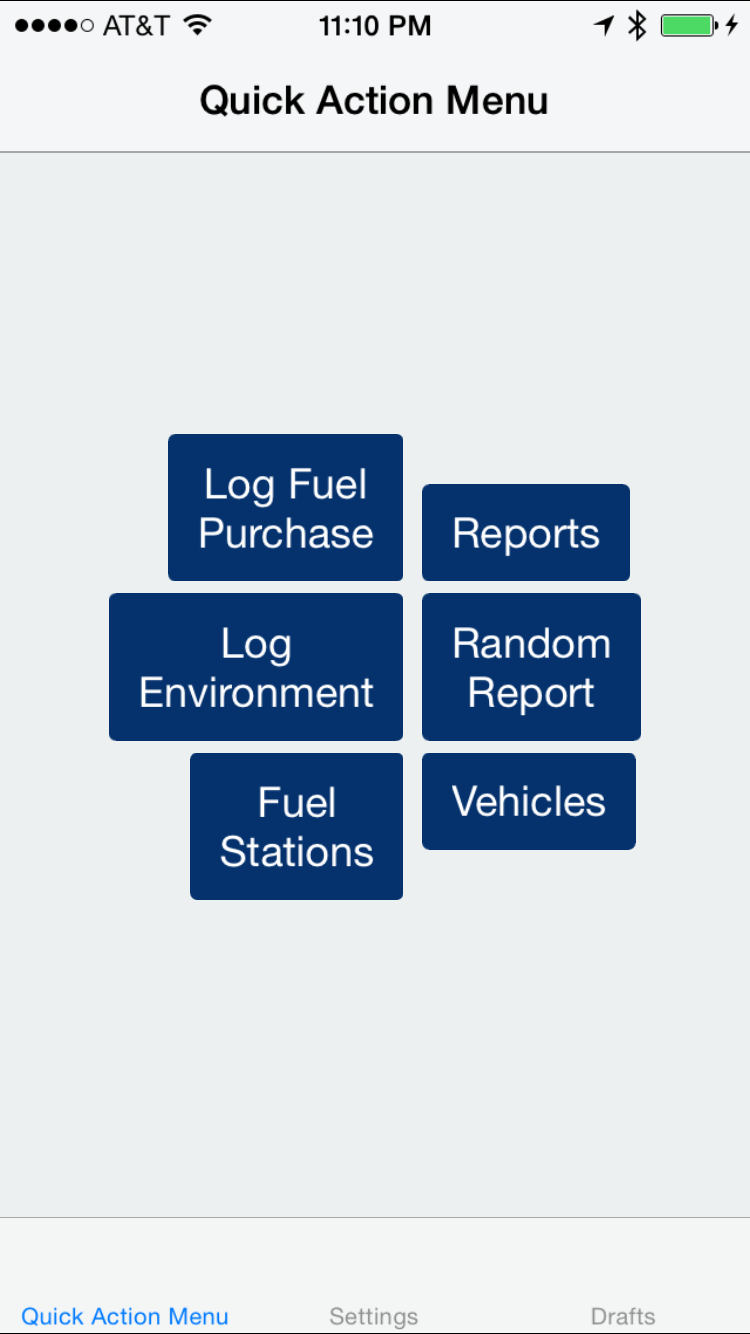 AT&T 11:10 PM
Quick Action Menu
Log Fuel
Purchase
Reports
Log
Environment
Random
Report
Fuel
Stations
Vehicles
Quick Action Menu Settings Drafts